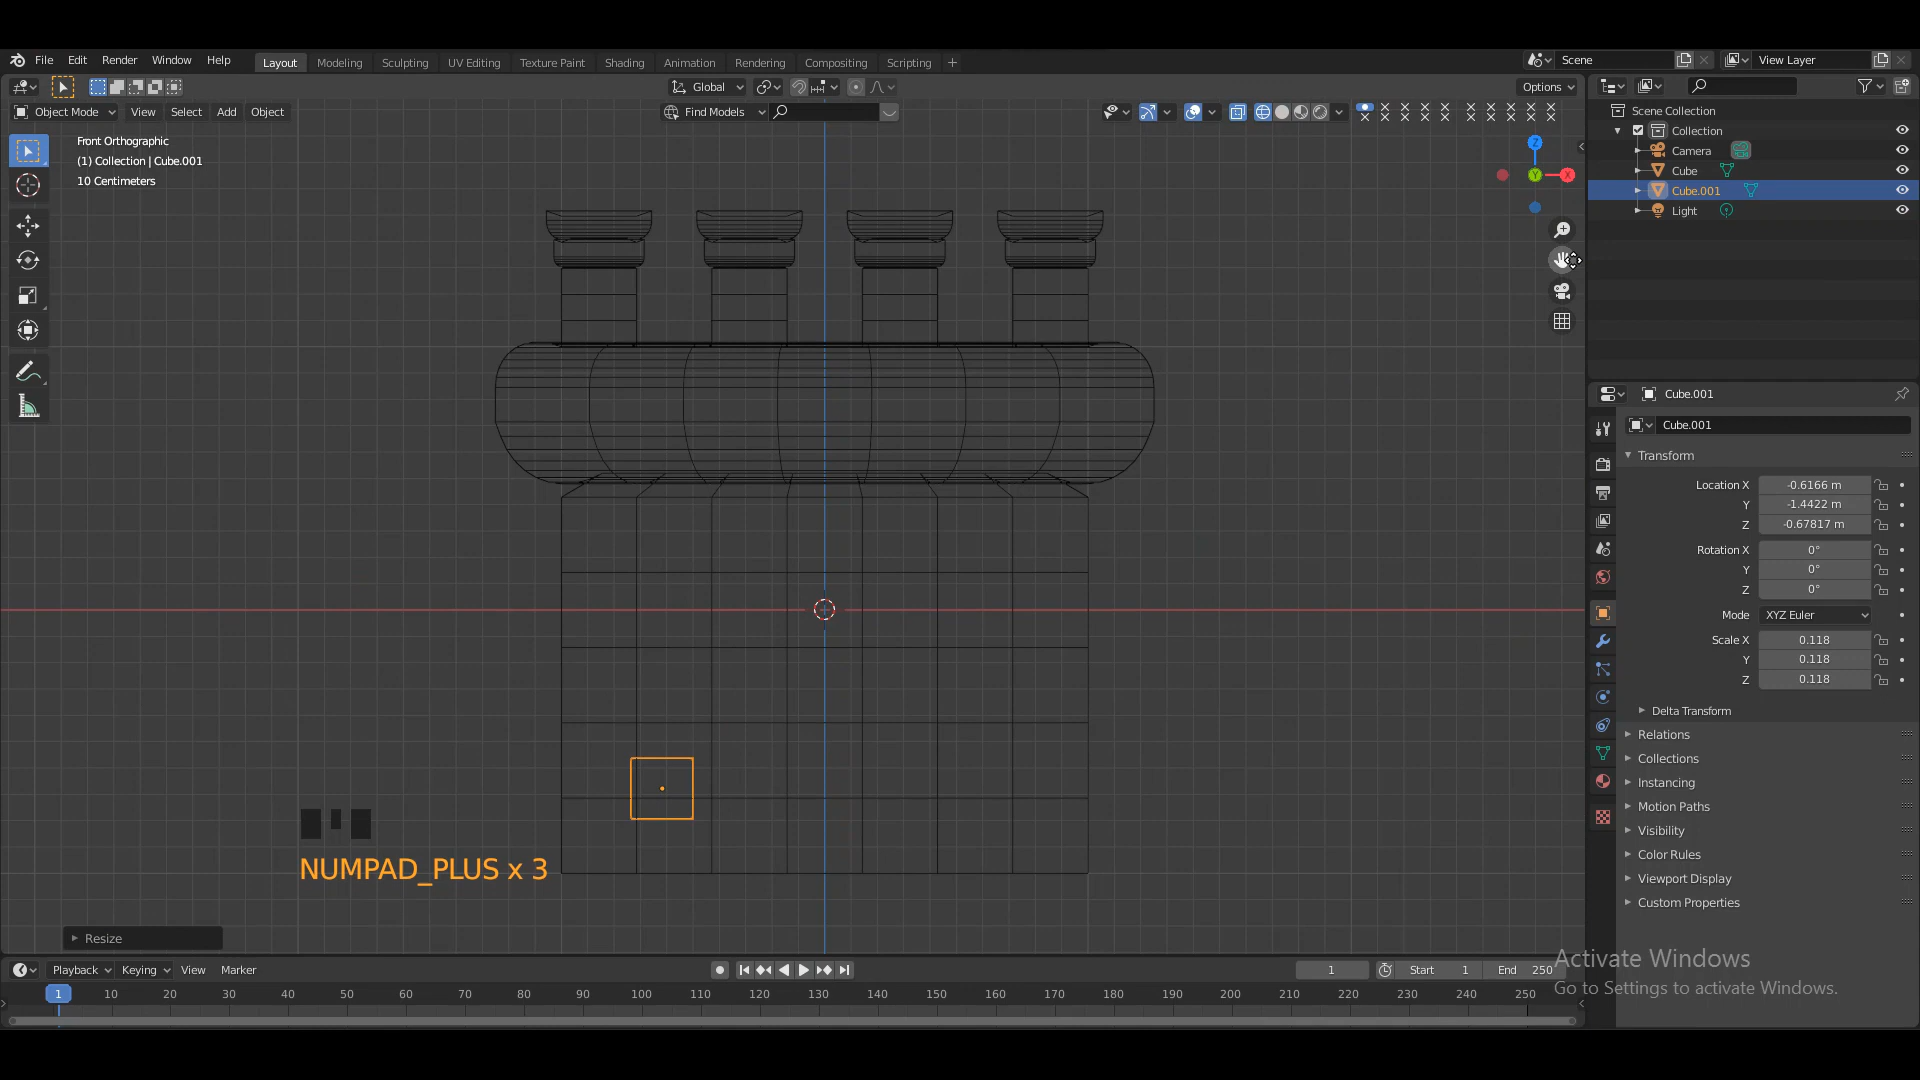 File Edit Render Window Help Layout Modeling Sculpting UV Editing Texture Paint Shading Animation Rendering Compositing Scripting + Scene View Layer
Global Options
Object Mode View Select Add Object Find Models
Front Orthographic
(1) Collection | Cube.001
10 Centimeters
Z
Y
X
Scene Collection
Collection
Camera
Cube
Cube.001
Light
Cube.001
Cube.001
Transform
Location X -0.6166 m
Y -1.4422 m
Z -0.67817 m
Rotation X 0°
Y 0°
Z 0°
Mode XYZ Euler
Scale X 0.118
Y 0.118
Z 0.118
Delta Transform
Relations
Collections
Instancing
Motion Paths
Visibility
Color Rules
Viewport Display
Custom Properties
NUMPAD_PLUS x 3
Resize
Activate Windows
Go to Settings to activate Windows.
Playback Keying View Marker 1 Start 1 End 250
1 10 20 30 40 50 60 70 80 90 100 110 120 130 140 150 160 170 180 190 200 210 220 230 240 250